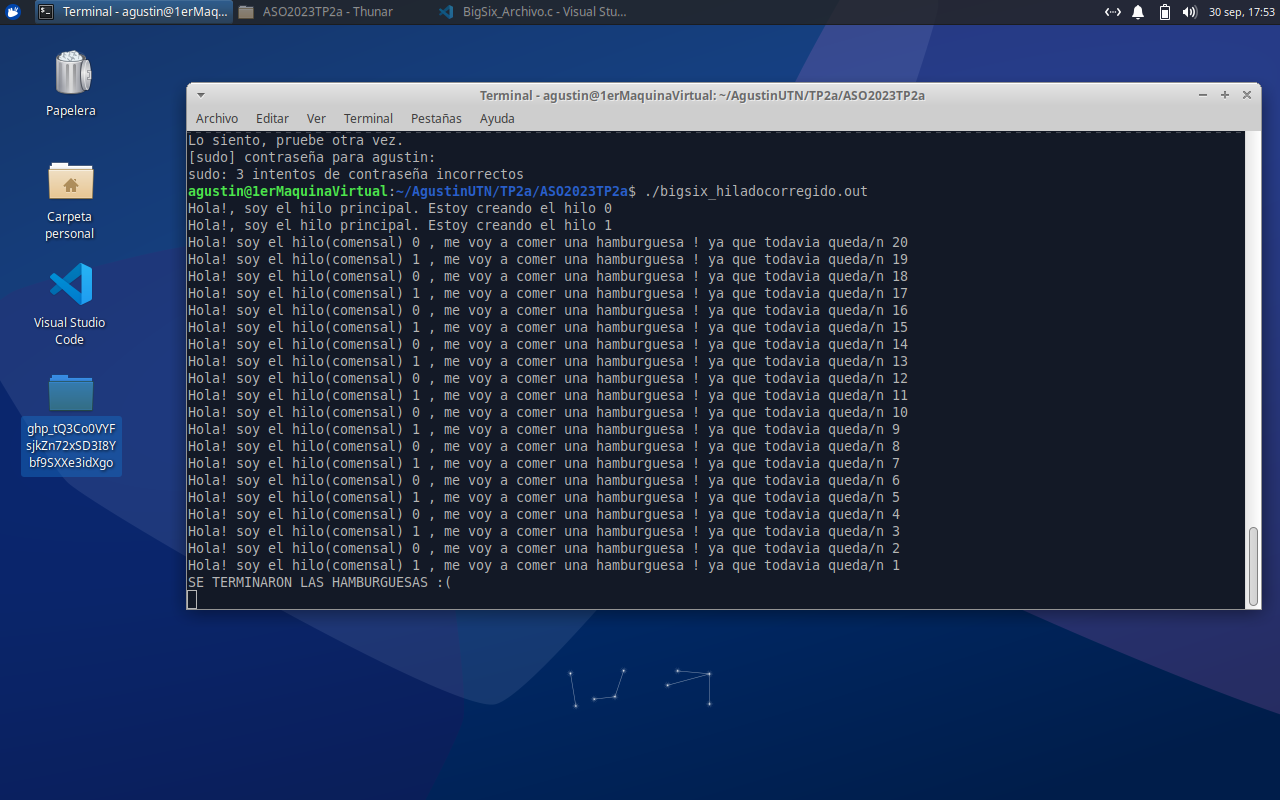 Terminal - agustin@1erMaq...
ASO2023TP2a - Thunar
BigSix_Archivo.c - Visual Stu...
30 sep, 17:53
Papelera
Carpeta
personal
Visual Studio
Code
Terminal - agustin@1erMaquinaVirtual: ~/AgustinUTN/TP2a/ASO2023TP2a
Archivo Editar Ver Terminal Pestañas Ayuda
Lo siento, pruebe otra vez.
[sudo] contraseña para agustin:
sudo: 3 intentos de contraseña incorrectos
agustin@1erMaquinaVirtual:~/AgustinUTN/TP2a/ASO2023TP2a$ ./bigsix_hiladocorregido.out
Hola!, soy el hilo principal. Estoy creando el hilo 0
Hola!, soy el hilo principal. Estoy creando el hilo 1
Hola! soy el hilo(comensal) 0 , me voy a comer una hamburguesa ! ya que todavia queda/n 20
Hola! soy el hilo(comensal) 1 , me voy a comer una hamburguesa ! ya que todavia queda/n 19
Hola! soy el hilo(comensal) 0 , me voy a comer una hamburguesa ! ya que todavia queda/n 18
Hola! soy el hilo(comensal) 1 , me voy a comer una hamburguesa ! ya que todavia queda/n 17
Hola! soy el hilo(comensal) 0 , me voy a comer una hamburguesa ! ya que todavia queda/n 16
Hola! soy el hilo(comensal) 1 , me voy a comer una hamburguesa ! ya que todavia queda/n 15
Hola! soy el hilo(comensal) 0 , me voy a comer una hamburguesa ! ya que todavia queda/n 14
Hola! soy el hilo(comensal) 1 , me voy a comer una hamburguesa ! ya que todavia queda/n 13
Hola! soy el hilo(comensal) 0 , me voy a comer una hamburguesa ! ya que todavia queda/n 12
Hola! soy el hilo(comensal) 1 , me voy a comer una hamburguesa ! ya que todavia queda/n 11
Hola! soy el hilo(comensal) 0 , me voy a comer una hamburguesa ! ya que todavia queda/n 10
Hola! soy el hilo(comensal) 1 , me voy a comer una hamburguesa ! ya que todavia queda/n 9
Hola! soy el hilo(comensal) 0 , me voy a comer una hamburguesa ! ya que todavia queda/n 8
Hola! soy el hilo(comensal) 1 , me voy a comer una hamburguesa ! ya que todavia queda/n 7
Hola! soy el hilo(comensal) 0 , me voy a comer una hamburguesa ! ya que todavia queda/n 6
Hola! soy el hilo(comensal) 1 , me voy a comer una hamburguesa ! ya que todavia queda/n 5
Hola! soy el hilo(comensal) 0 , me voy a comer una hamburguesa ! ya que todavia queda/n 4
Hola! soy el hilo(comensal) 1 , me voy a comer una hamburguesa ! ya que todavia queda/n 3
Hola! soy el hilo(comensal) 0 , me voy a comer una hamburguesa ! ya que todavia queda/n 2
Hola! soy el hilo(comensal) 1 , me voy a comer una hamburguesa ! ya que todavia queda/n 1
SE TERMINARON LAS HAMBURGUESAS :(